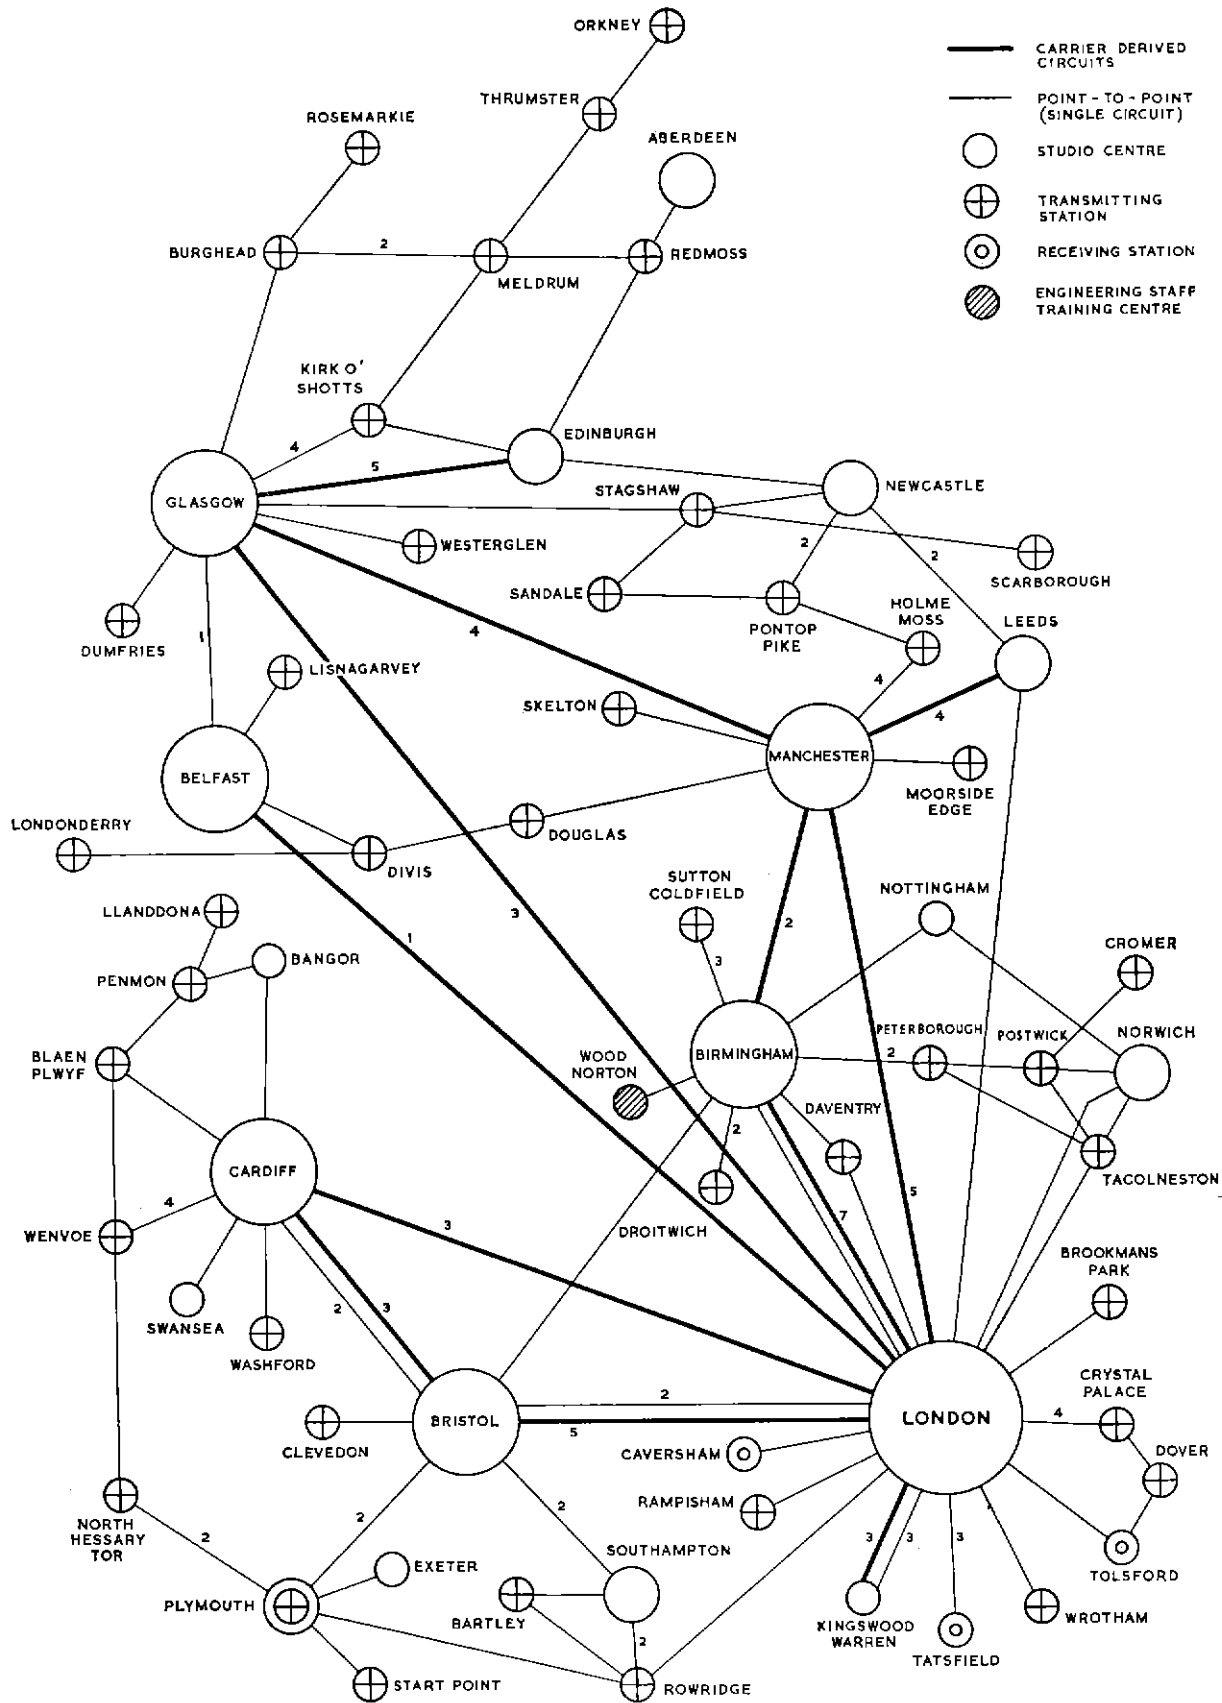 ORKNEY
CARRIER DERIVED
CIRCUITS
THRUMSTER
POINT-TO-POINT
(SINGLE CIRCUIT)
ROSEMARKIE
ABERDEEN
STUDIO CENTRE
TRANSMITTING
STATION
BURGHEAD
2
MELDRUM
REDMOSS
RECEIVING STATION
ENGINEERING STAFF
TRAINING CENTRE
KIRK O'
SHOTTS
4
EDINBURGH
5
GLASGOW
STAGSHAW
NEWCASTLE
WESTERGLEN
2
2
SCARBOROUGH
SANDALE
PONTOP
PIKE
HOLME
MOSS
LEEDS
DUMFRIES
1
4
LISNAGARVEY
4
SKELTON
4
BELFAST
MANCHESTER
MOORSIDE
EDGE
LONDONDERRY
DIVIS
DOUGLAS
SUTTON
COLDFIELD
NOTTINGHAM
LLANDDONA
3
2
1
3
BANGOR
CROMER
PENMON
BLAEN
PLWYF
WOOD
NORTON
BIRMINGHAM
PETERBOROUGH
2
POSTWICK
NORWICH
2
DAVENTRY
CARDIFF
TACOLNESTON
4
3
DROITWICH
7
5
WENVOE
BROOKMANS
PARK
SWANSEA
2
3
WASHFORD
CRYSTAL
PALACE
2
BRISTOL
LONDON
4
CLEVEDON
5
CAVERSHAM
DOVER
RAMPISHAM
NORTH
HESSARY
TOR
2
2
2
3
3
3
SOUTHAMPTON
EXETER
TOLSFORD
PLYMOUTH
BARTLEY
KINGSWOOD
WARREN
WROTHAM
2
TATSFIELD
START POINT
ROWRIDGE